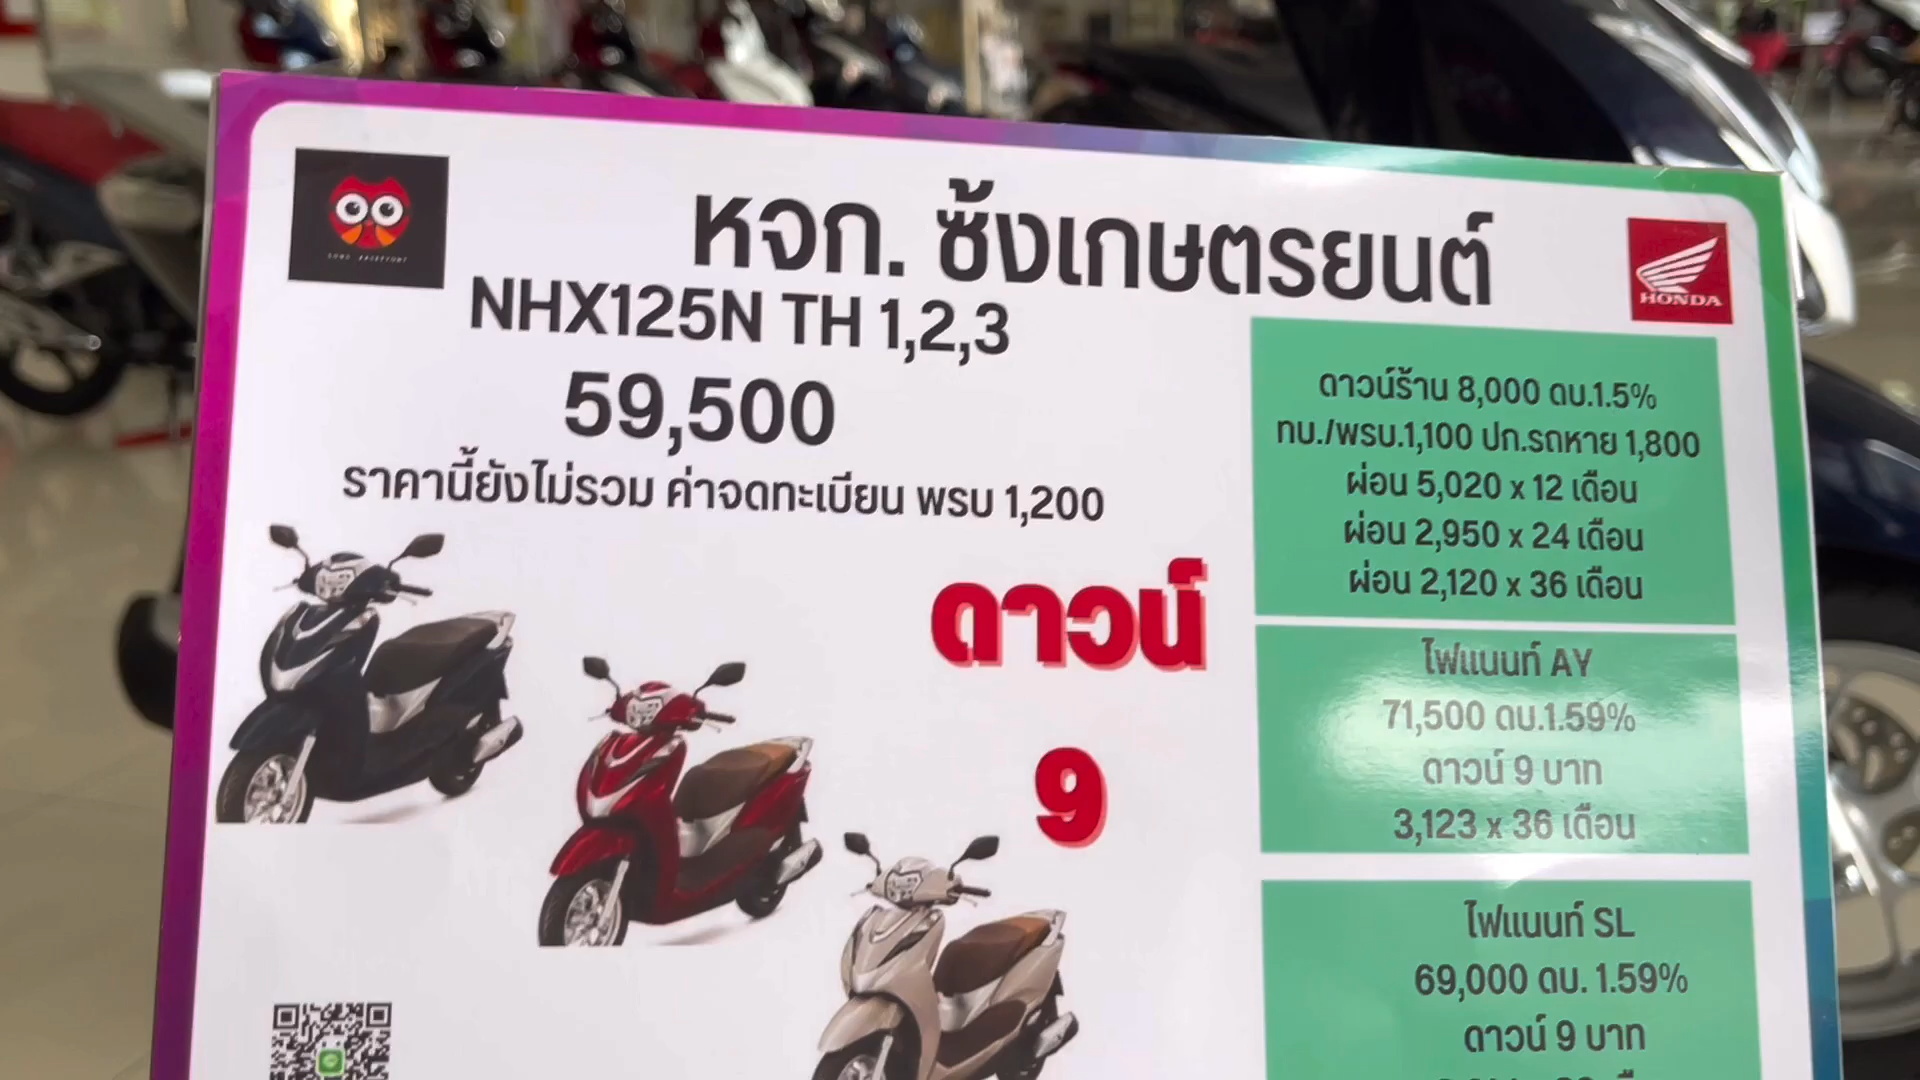 หจก. ซ้งเกษตรยนต์
HONDA
NHX125N TH 1,2,3
59,500
ราคานี้ยังไม่รวม ค่าจดทะเบียน พรบ 1,200
ดาวน์
9
ดาวน์ร้าน 8,000 ดบ.1.5%
ทบ./พรบ.1,100 ปก.รถหาย 1,800
ผ่อน 5,020 x 12 เดือน
ผ่อน 2,950 x 24 เดือน
ผ่อน 2,120 x 36 เดือน
ไฟแนนท์ AY
71,500 ดบ.1.59%
ดาวน์ 9 บาท
3,123 x 36 เดือน
ไฟแนนท์ SL
69,000 ดบ. 1.59%
ดาวน์ 9 บาท